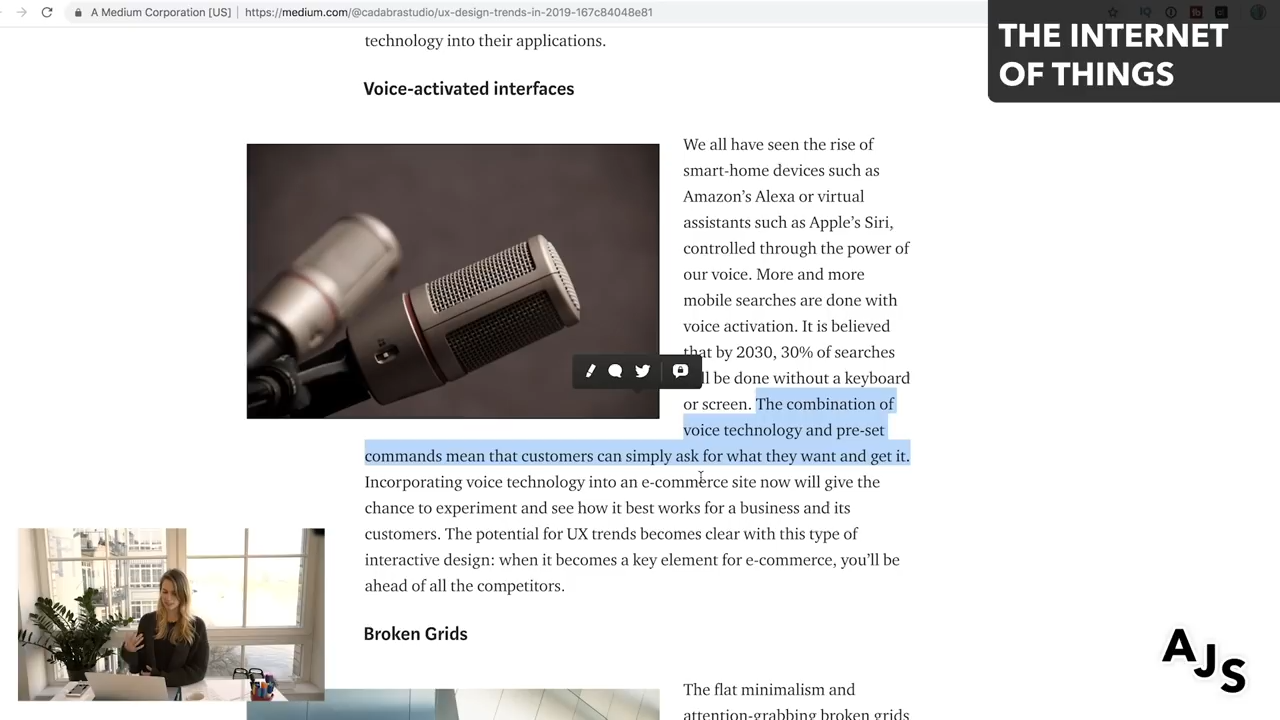 A Medium Corporation [US]
https://medium.com/@cadabrastudio/ux-design-trends-in-2019-167c84048e81
THE INTERNET
OF THINGS
technology into their applications.
Voice-activated interfaces
We all have seen the rise of
smart-home devices such as
Amazon’s Alexa or virtual
assistants such as Apple’s Siri,
controlled through the power of
our voice. More and more
mobile searches are done with
voice activation. It is believed
that by 2030, 30% of searches
be done without a keyboard
or screen. The combination of
voice technology and pre-set
commands mean that customers can simply ask for what they want and get it.
Incorporating voice technology into an e-commerce site now will give the
chance to experiment and see how it best works for a business and its
customers. The potential for UX trends becomes clear with this type of
interactive design: when it becomes a key element for e-commerce, you’ll be
ahead of all the competitors.
Broken Grids
The flat minimalism and
attention-grabbing broken grids
AJS